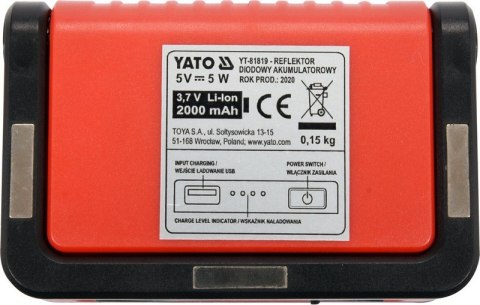 YATO
YT-81819 - REFLEKTOR
DIODOWY AKUMULATOROWY
5V⎓5W
ROK PROD.: 2020
3,7 V Li-Ion
2000 mAh
CE
TOYA S.A., ul. Sołtysowicka 13-15
51-168 Wrocław, Poland; www.yato.com
0,15 kg
INPUT CHARGING /
WEJŚCIE ŁADOWANIE USB
POWER SWITCH /
WŁĄCZNIK ZASILANIA
CHARGE LEVEL INDICATOR / WSKAŹNIK NAŁADOWANIA